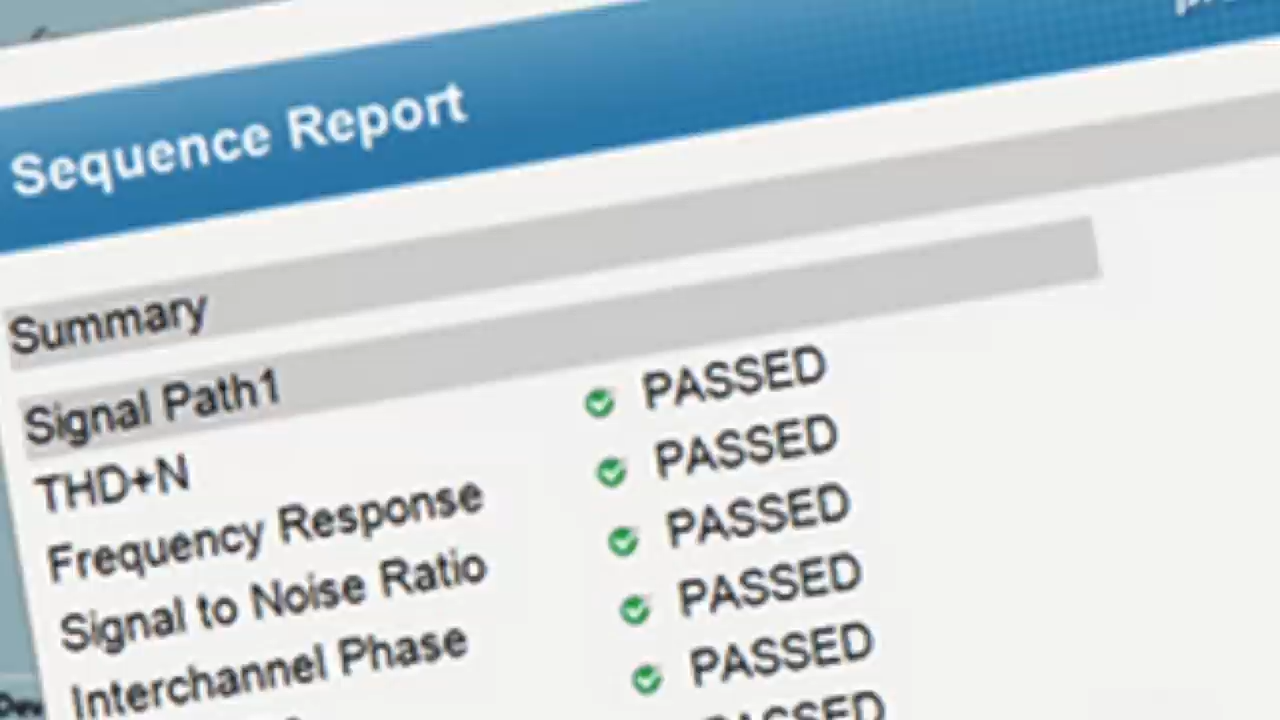 Sequence Report
Summary
Signal Path1
THD+N PASSED
Frequency Response PASSED
Signal to Noise Ratio PASSED
Interchannel Phase PASSED
PASSED
PASSED